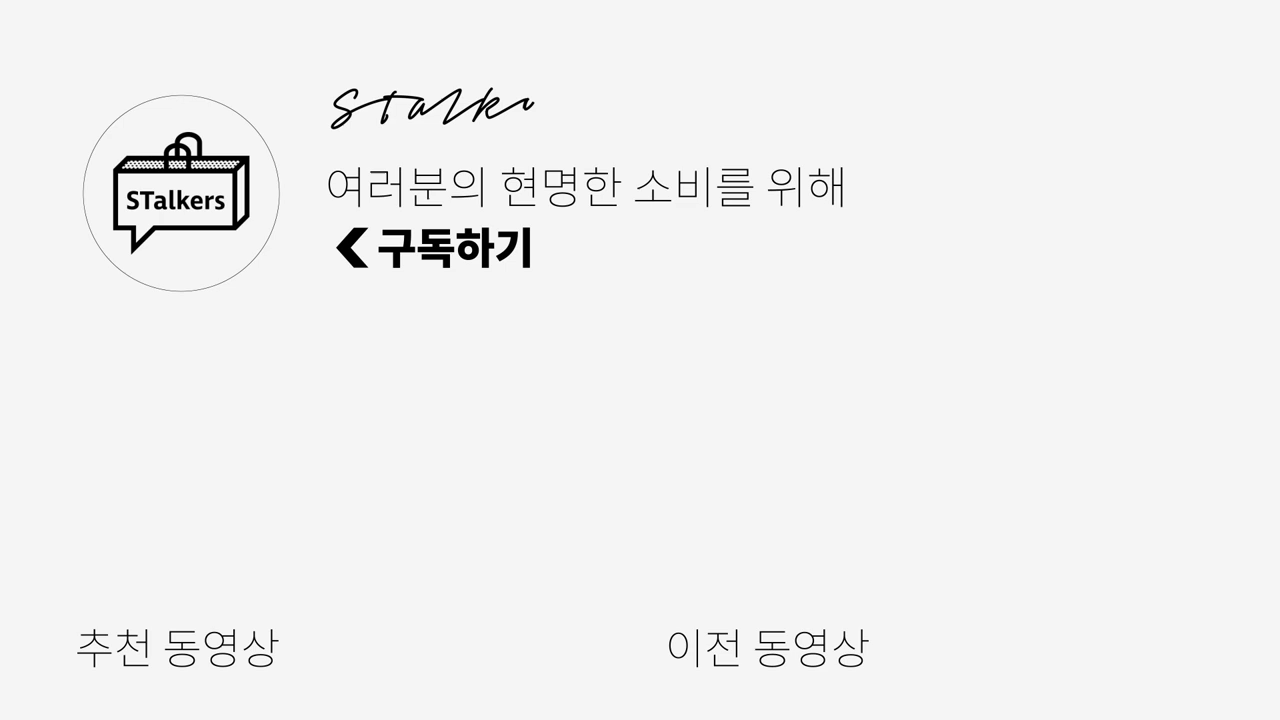 STalkers
Stalk
여러분의 현명한 소비를 위해
구독하기
추천 동영상
이전 동영상